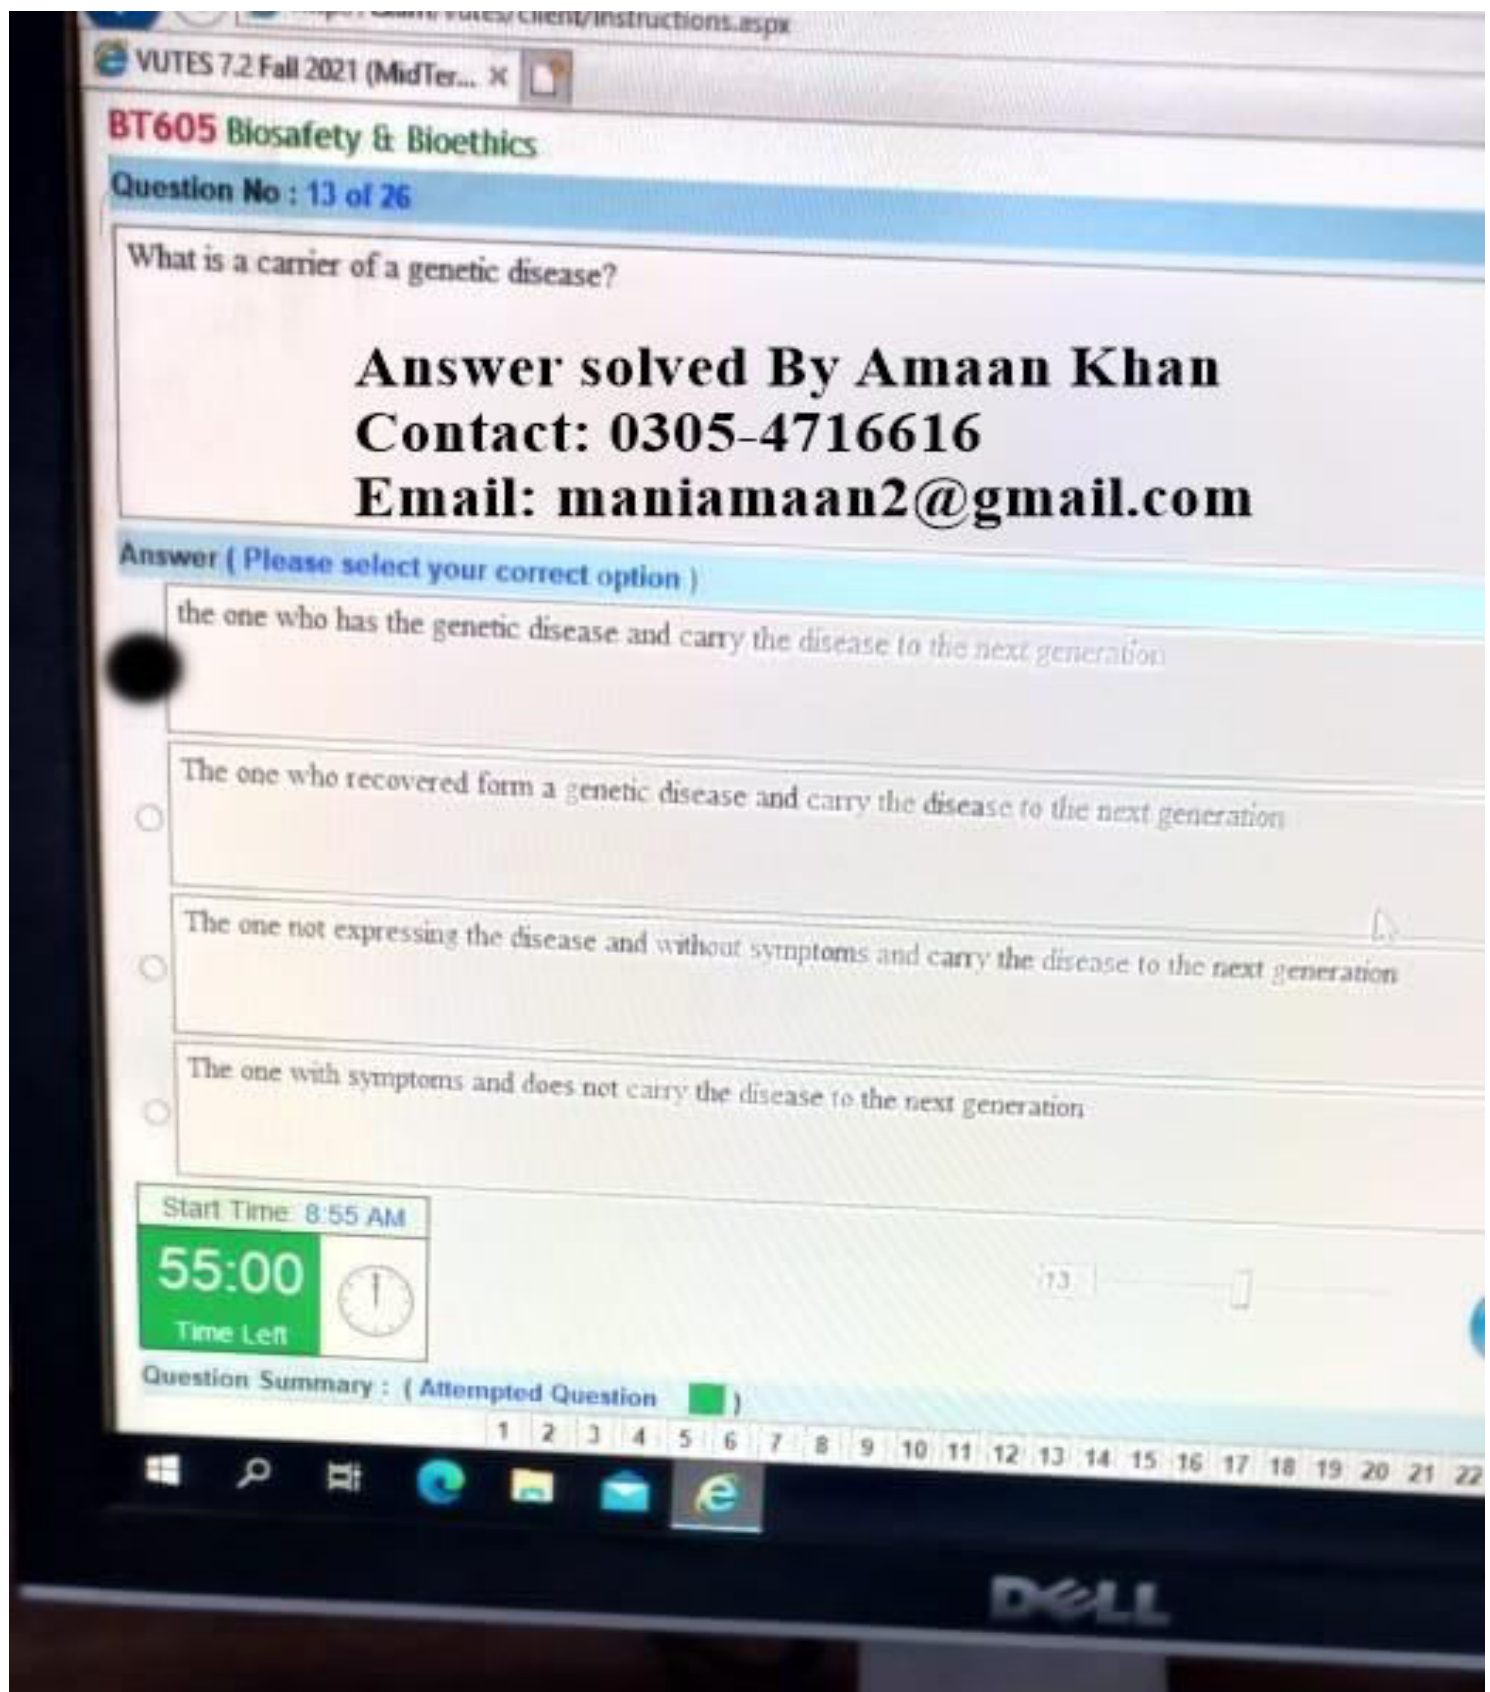 /client/instructions.aspx
VUTES 7.2 Fall 2021 (MidTer...
BT605 Biosafety & Bioethics
Question No : 13 of 26
What is a carrier of a genetic disease?
Answer solved By Amaan Khan
Contact: 0305-4716616
Email: maniamaan2@gmail.com
Answer ( Please select your correct option )
the one who has the genetic disease and carry the disease to the next generation
The one who recovered form a genetic disease and carry the disease to the next generation
The one not expressing the disease and without symptoms and carry the disease to the next generation
The one with symptoms and does not carry the disease to the next generation
Start Time: 8:55 AM
55:00
Time Left
13
Question Summary : ( Attempted Question )
1 2 3 4 5 6 7 8 9 10 11 12 13 14 15 16 17 18 19 20 21 22
DELL